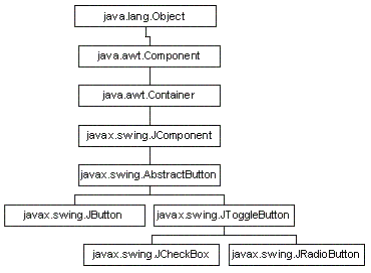 java.lang.Object
java.awt.Component
java.awt.Container
javax.swing.JComponent
javax.swing.AbstractButton
javax.swing.JButton
javax.swing.JToggleButton
javax.swing.JCheckBox
javax.swing.JRadioButton